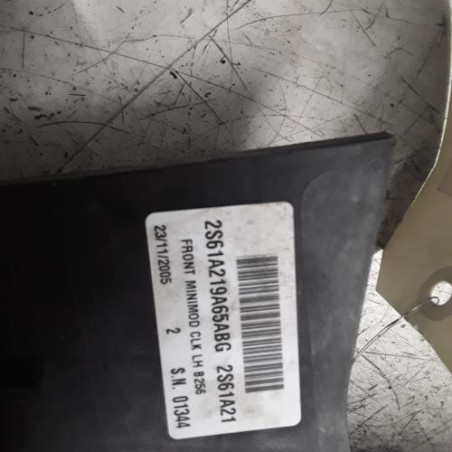 2S61A219A65ABG 2S61A21
FRONT MINIMOD CLK LH B256
23/11/2005 2 S.N. 01344